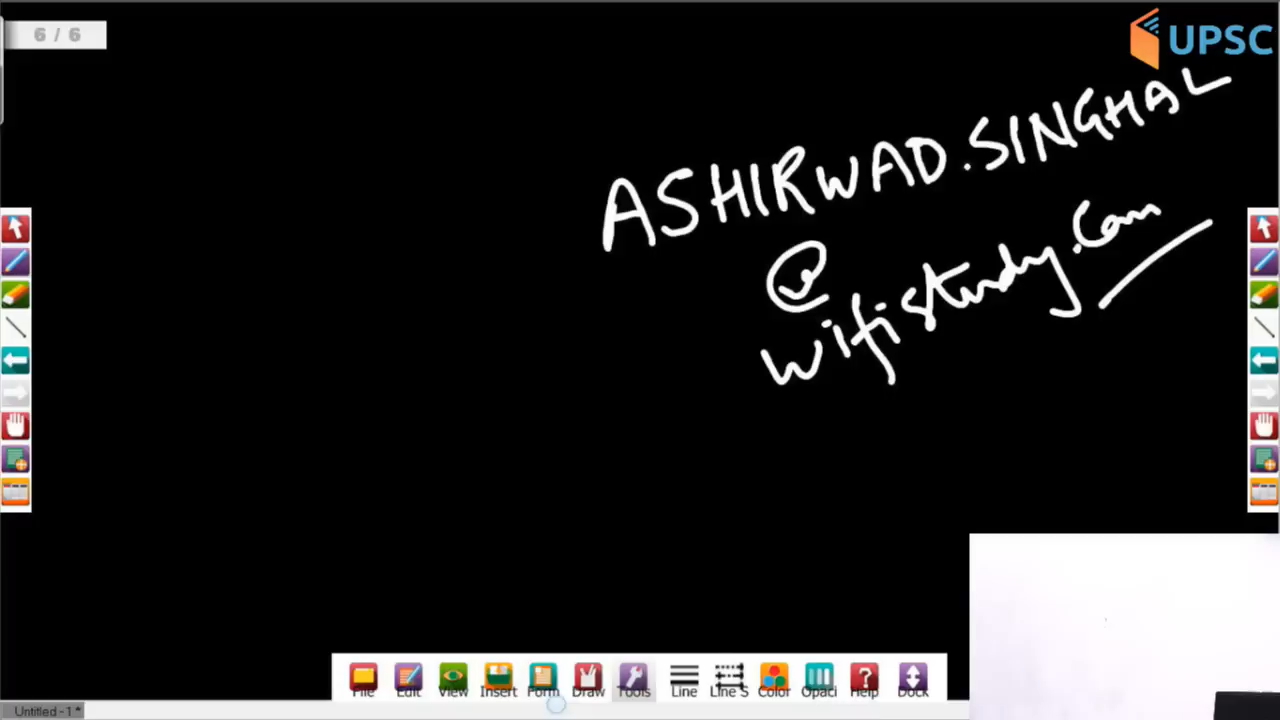 6 / 6
UPSC
ASHIRWAD.SINGHAL
@
wifistudy.com
File Edit View Insert Form Draw Tools Line Line S Color Opaci Help Dock
Untitled - 1 *